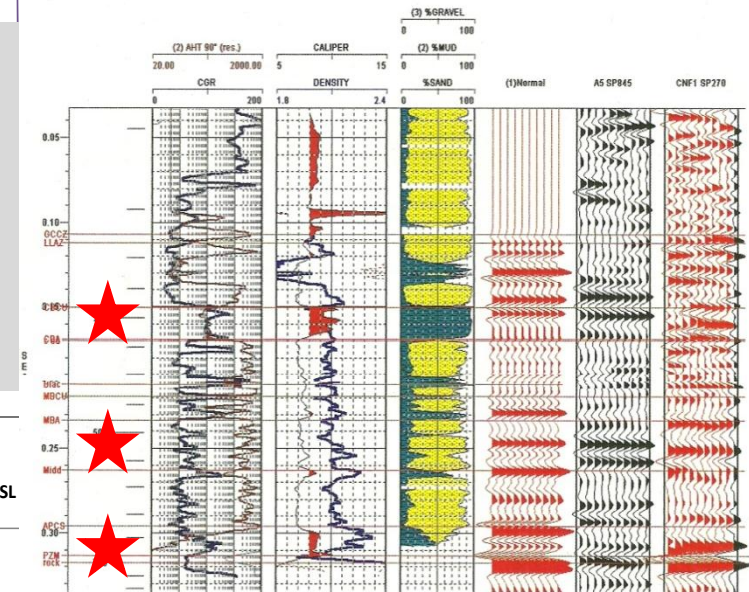 (3) %GRAVEL
0 100
(2) AHT 90" (res.) CALIPER (2) %MUD
20.00 2000.00 5 15 0 100
CGR DENSITY %SAND (1)Normal A5 SP845 CNF1 SP270
0 200 1.8 2.4 0 100
0.05
0.10
GCCZ
LLAZ
S
E
MBCU
MBA
0.25
Midd
SL
APCS
0.30
PZM
rock